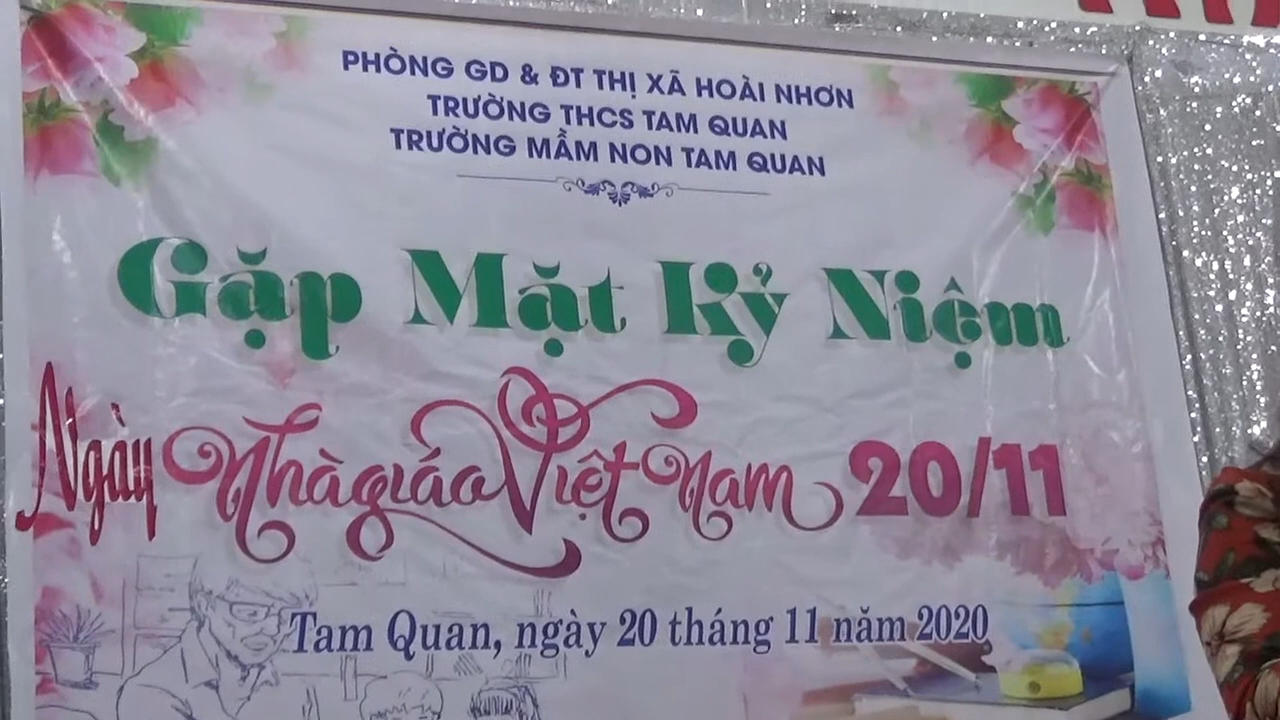 PHÒNG GD & ĐT THỊ XÃ HOÀI NHƠN
TRƯỜNG THCS TAM QUAN
TRƯỜNG MẦM NON TAM QUAN
Gặp Mặt Kỷ Niệm
Ngày Nhà giáo Việt Nam 20/11
Tam Quan, ngày 20 tháng 11 năm 2020